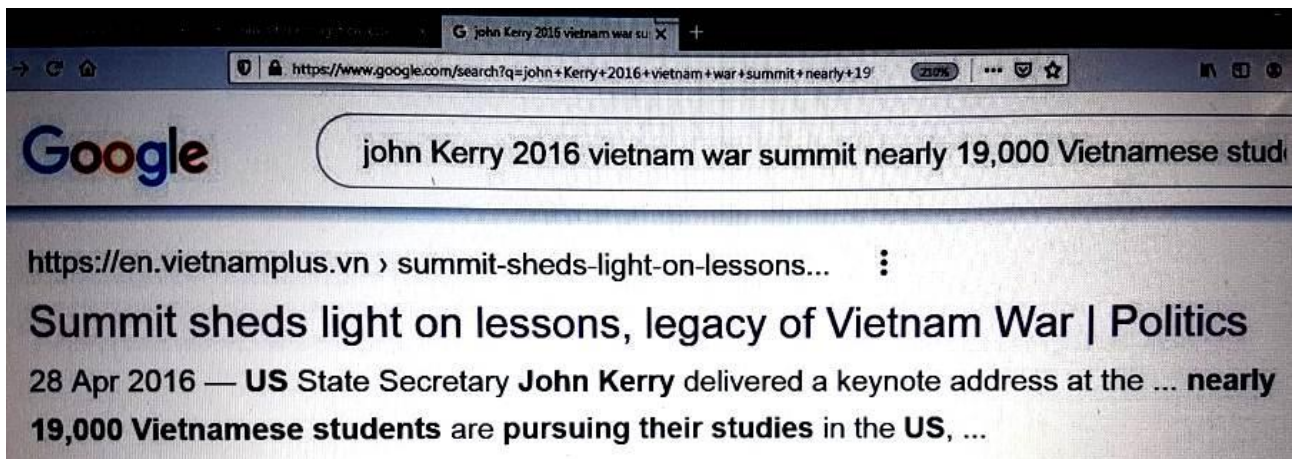 G john Kerry 2016 vietnam war su × +
https://www.google.com/search?q=john+Kerry+2016+vietnam+war+summit+nearly+19 210% ...
Google john Kerry 2016 vietnam war summit nearly 19,000 Vietnamese stud
https://en.vietnamplus.vn › summit-sheds-light-on-lessons...
Summit sheds light on lessons, legacy of Vietnam War | Politics
28 Apr 2016 — US State Secretary John Kerry delivered a keynote address at the ... nearly
19,000 Vietnamese students are pursuing their studies in the US, ...